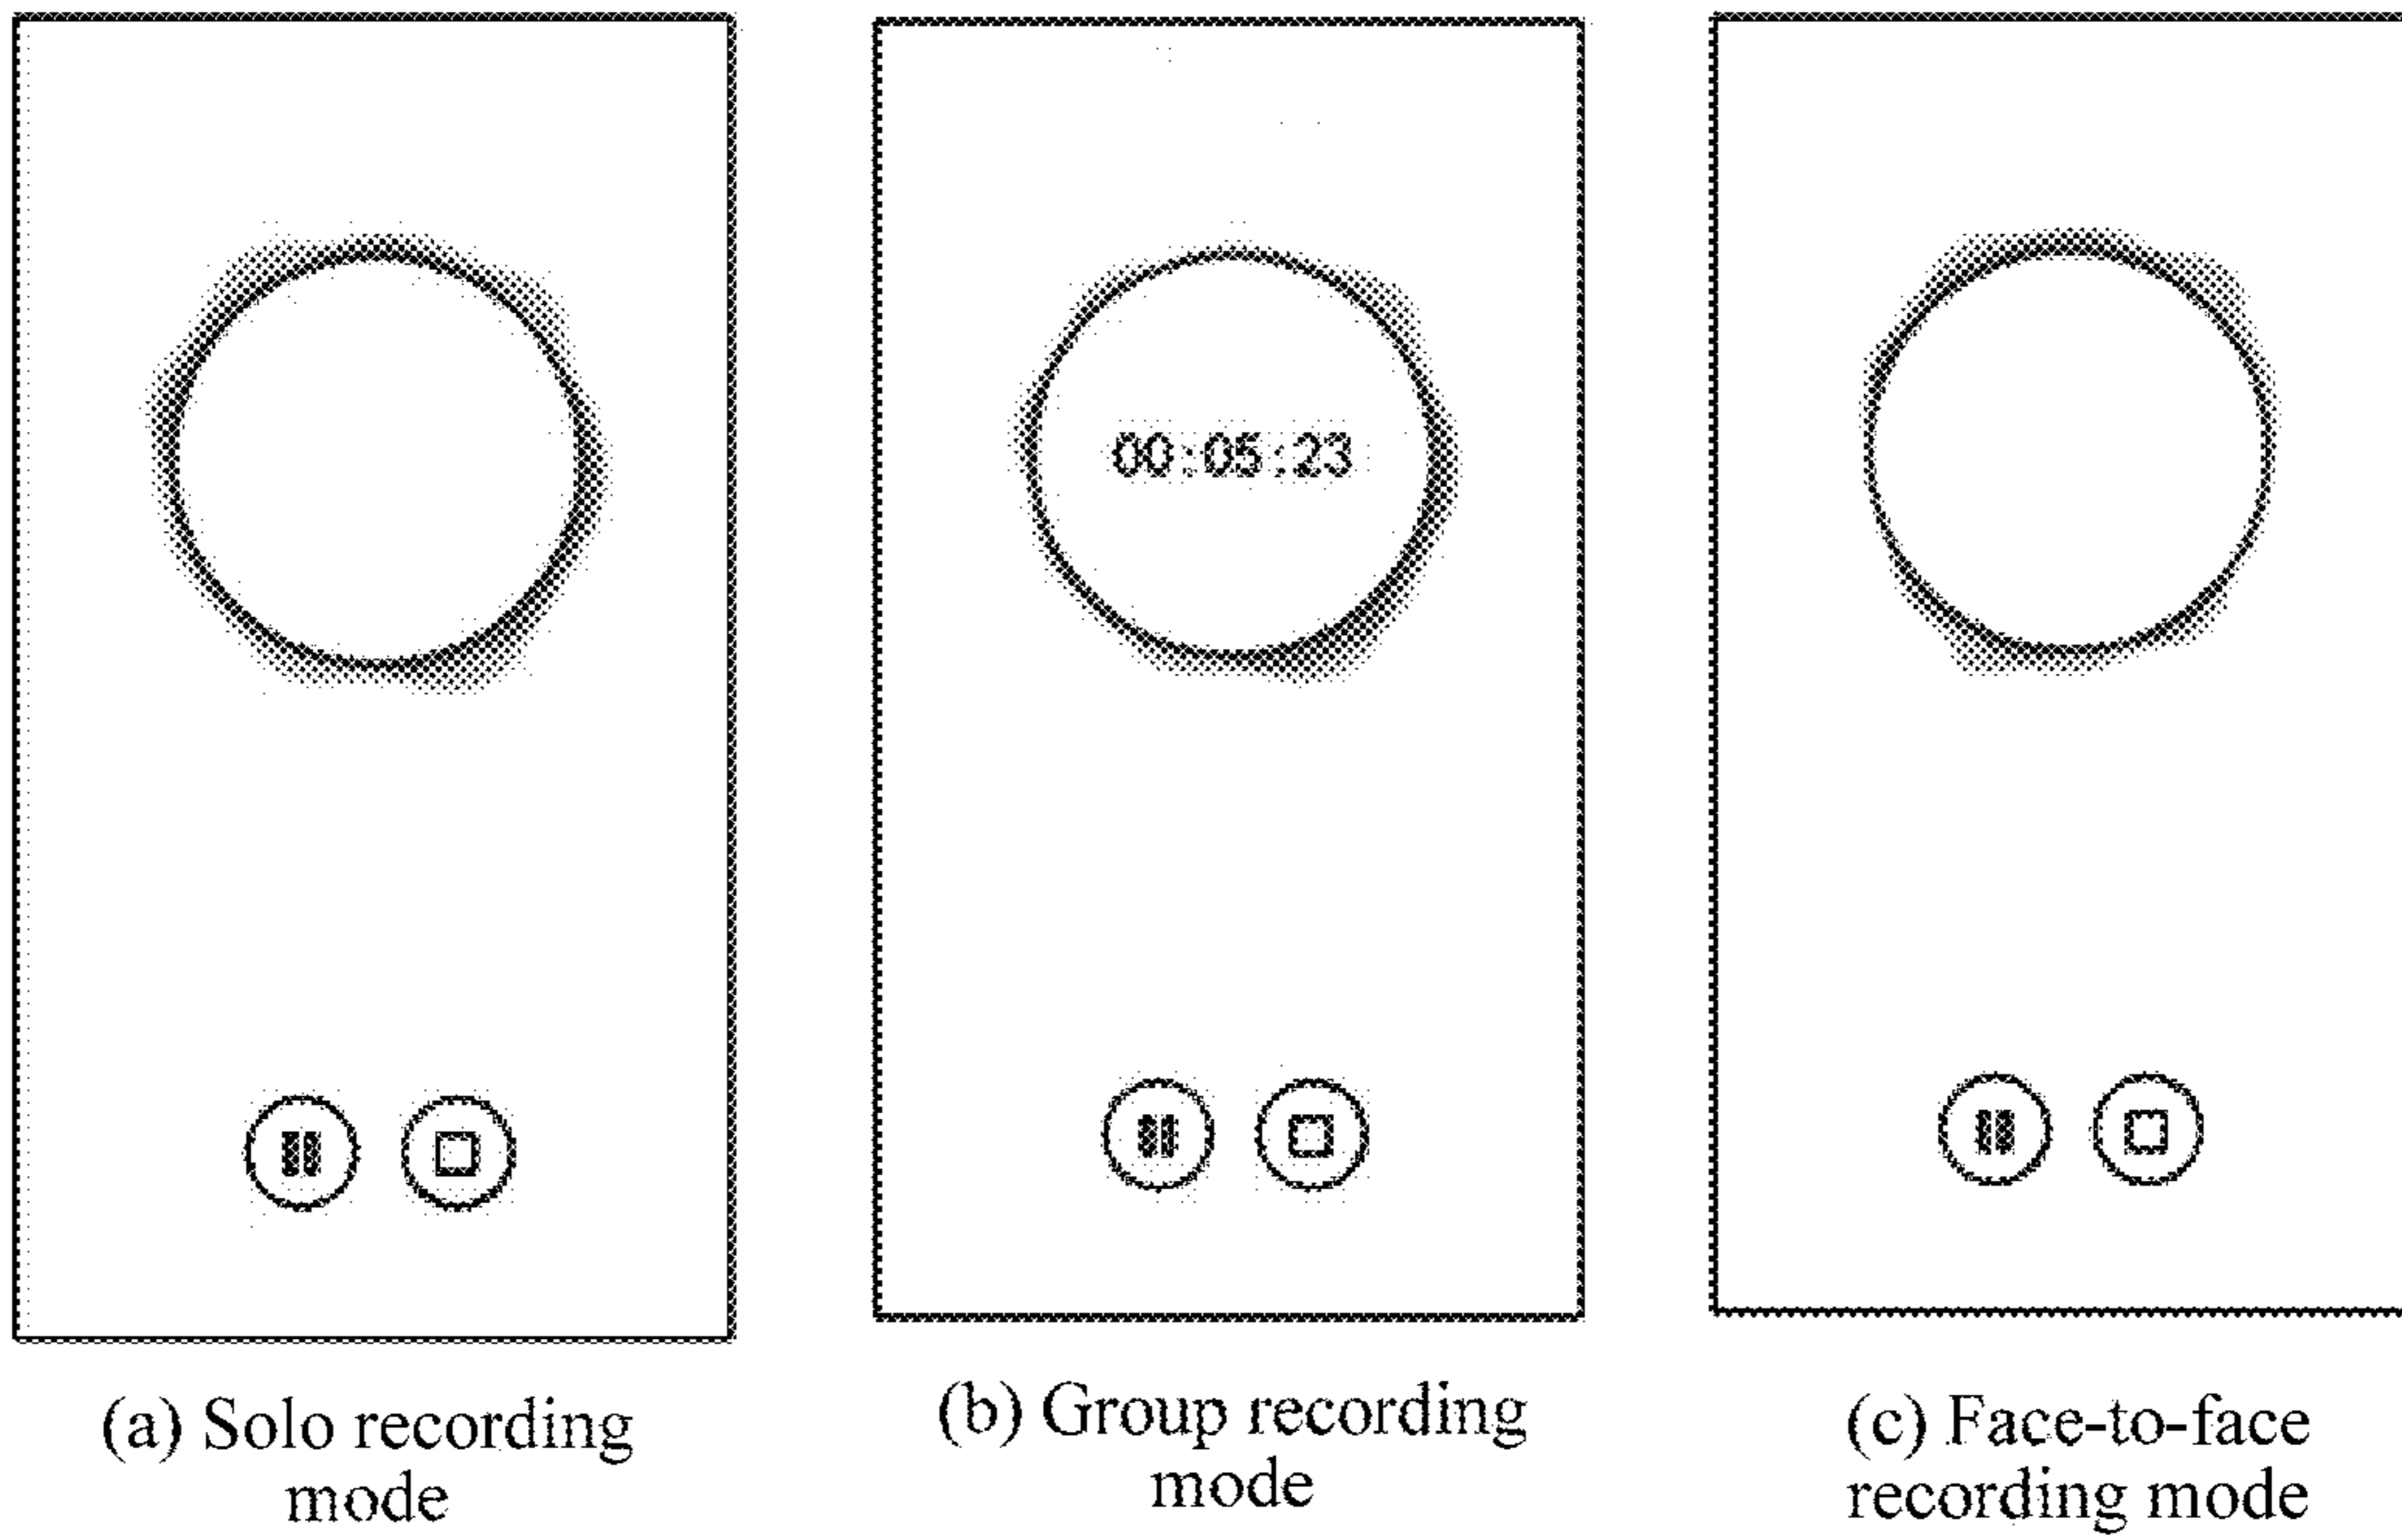 00:05:23
(a) Solo recording
mode
(b) Group recording
mode
(c) Face-to-face
recording mode